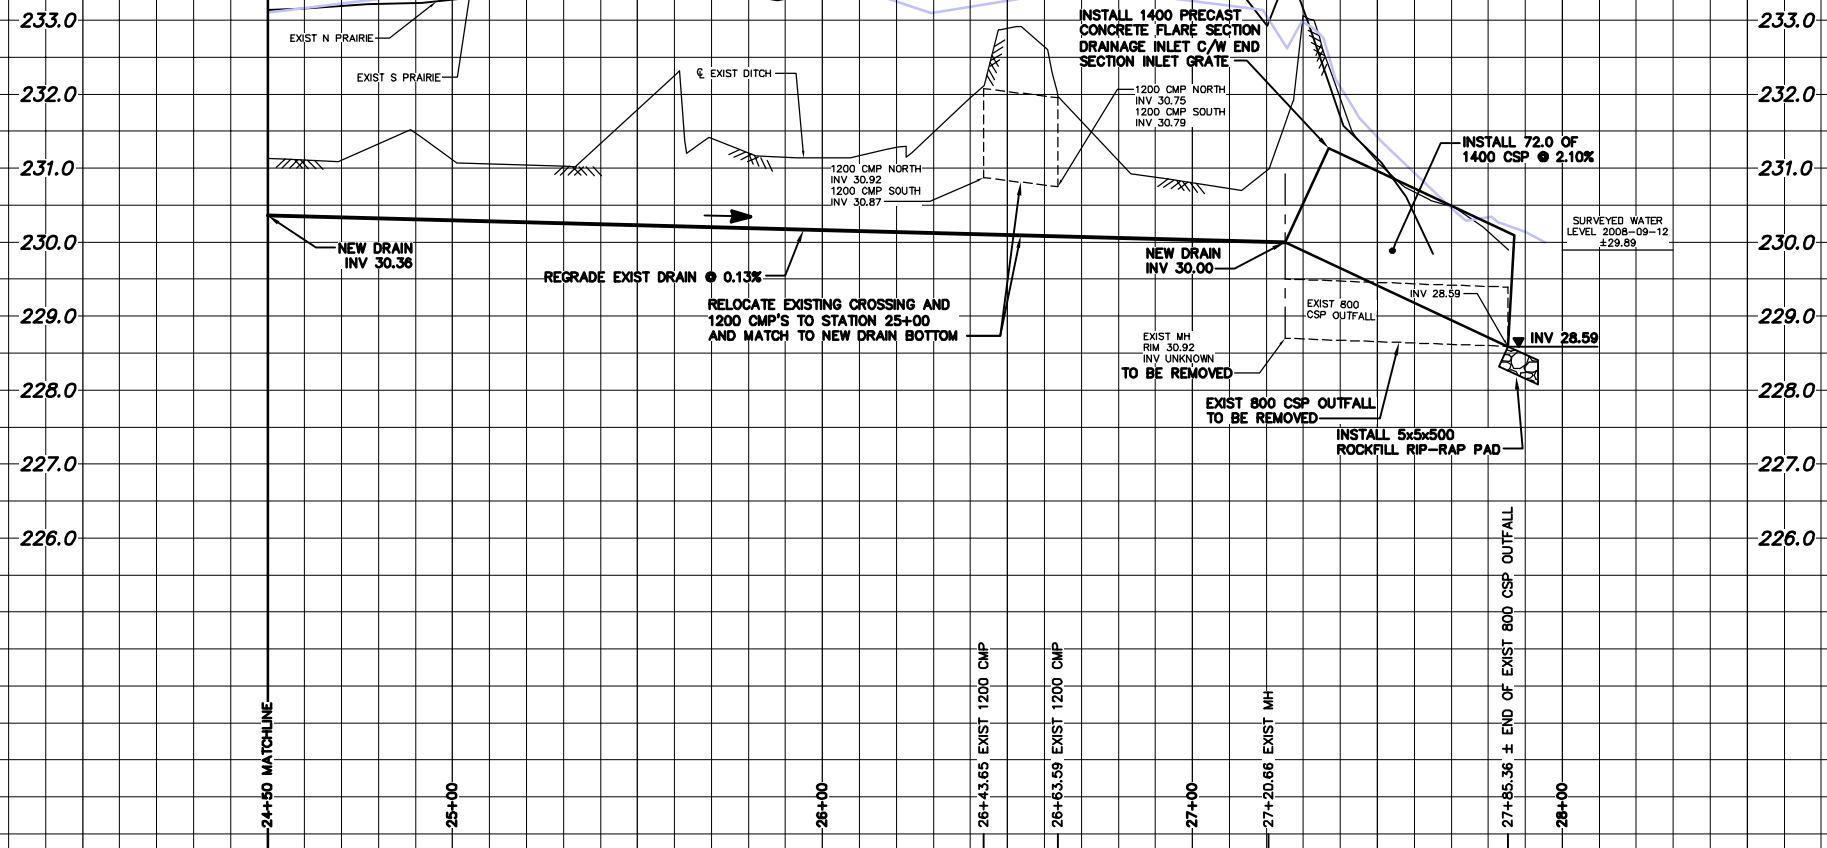 233.0
232.0
231.0
230.0
229.0
228.0
227.0
226.0
EXIST N PRAIRIE
EXIST S PRAIRIE
℄ EXIST DITCH
INSTALL 1400 PRECAST
CONCRETE FLARE SECTION
DRAINAGE INLET C/W END
SECTION INLET GRATE
1200 CMP NORTH
INV 30.75
1200 CMP SOUTH
INV 30.79
1200 CMP NORTH
INV 30.92
1200 CMP SOUTH
INV 30.87
INSTALL 72.0 OF
1400 CSP @ 2.10%
SURVEYED WATER
LEVEL 2008-09-12
±29.89
NEW DRAIN
INV 30.36
REGRADE EXIST DRAIN @ 0.13%
RELOCATE EXISTING CROSSING AND
1200 CMP'S TO STATION 25+00
AND MATCH TO NEW DRAIN BOTTOM
NEW DRAIN
INV 30.00
INV 28.59
EXIST 800
CSP OUTFALL
EXIST MH
RIM 30.92
INV UNKNOWN
TO BE REMOVED
INV 28.59
EXIST 800 CSP OUTFALL
TO BE REMOVED
INSTALL 5x5x500
ROCKFILL RIP-RAP PAD
233.0
232.0
231.0
230.0
229.0
228.0
227.0
226.0
24+50 MATCHLINE
25+00
26+00
26+43.65 EXIST 1200 CMP
26+63.59 EXIST 1200 CMP
27+00
27+20.66 EXIST MH
27+85.36 ± END OF EXIST 800 CSP OUTFALL
28+00